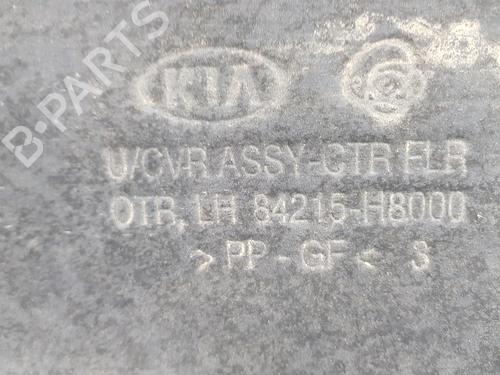 KIA
U/CVR ASSY-CTR FLR
OTR, LH 84215-H8000
>PP-GF< S
B-PARTS